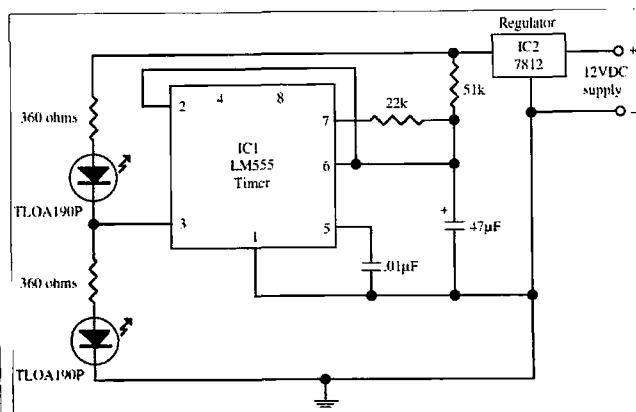 Regulator
IC2
7812
+
12VDC
supply
–
51k
22k
2
4
8
7
IC1
LM555
Timer
6
360 ohms
TLOA190P
3
1
5
+
47µF
.01µF
360 ohms
TLOA190P